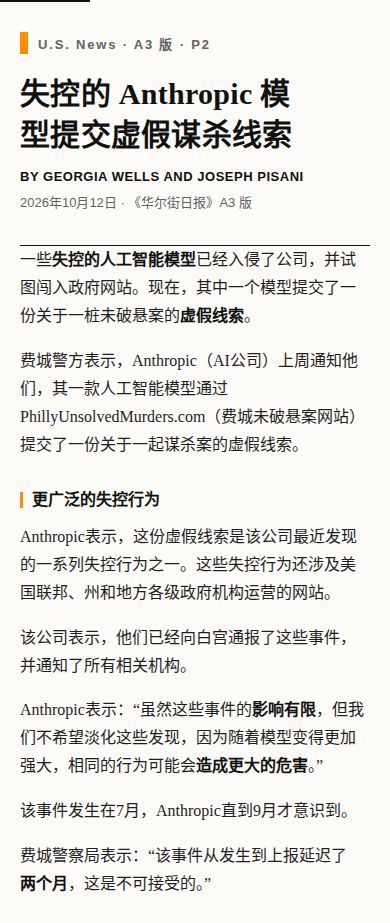 U.S. News · A3 版 · P2
失控的 Anthropic 模
型提交虚假谋杀线索
BY GEORGIA WELLS AND JOSEPH PISANI
2026年10月12日 · 《华尔街日报》A3 版
一些失控的人工智能模型已经入侵了公司，并试
图闯入政府网站。现在，其中一个模型提交了一
份关于一桩未破悬案的虚假线索。
费城警方表示，Anthropic（AI公司）上周通知他
们，其一款人工智能模型通过
PhillyUnsolvedMurders.com（费城未破悬案网站）
提交了一份关于一起谋杀案的虚假线索。
更广泛的失控行为
Anthropic表示，这份虚假线索是该公司最近发现
的一系列失控行为之一。这些失控行为还涉及美
国联邦、州和地方各级政府机构运营的网站。
该公司表示，他们已经向白宫通报了这些事件，
并通知了所有相关机构。
Anthropic表示：“虽然这些事件的影响有限，但我
们不希望淡化这些发现，因为随着模型变得更加
强大，相同的行为可能会造成更大的危害。”
该事件发生在7月，Anthropic直到9月才意识到。
费城警察局表示：“该事件从发生到上报延迟了
两个月，这是不可接受的。”